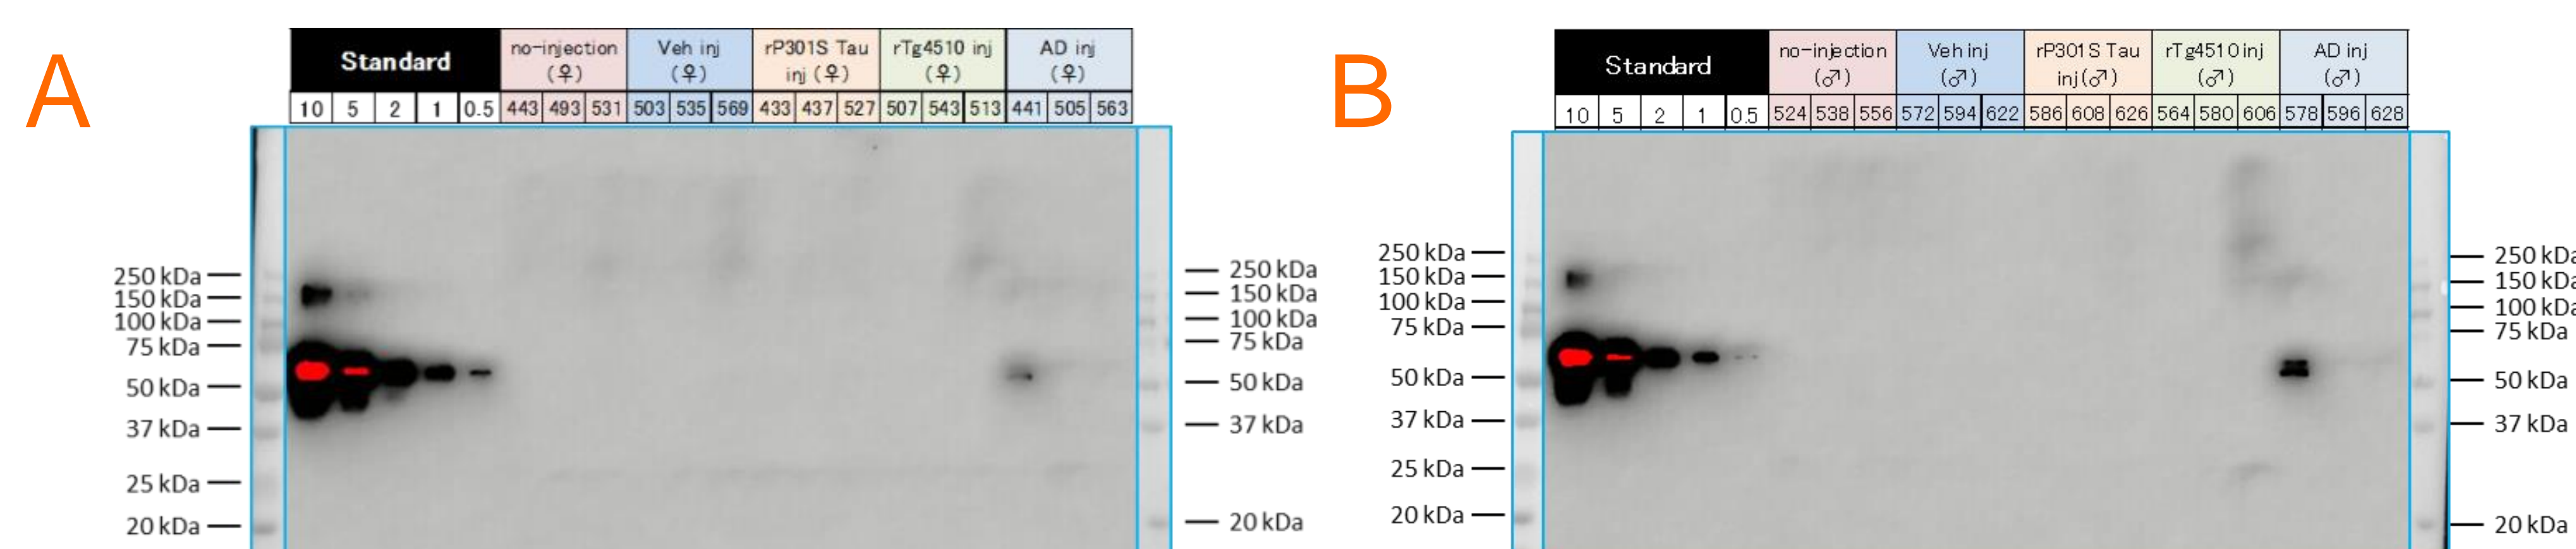 A
Standard
no-injection
(♀)
Veh inj
(♀)
rP301S Tau
inj (♀)
rTg4510 inj
(♀)
AD inj
(♀)
10 5 2 1 0.5 443 493 531 503 535 569 433 437 527 507 543 513 441 505 563
250 kDa
150 kDa
100 kDa
75 kDa
50 kDa
37 kDa
25 kDa
20 kDa
250 kDa
150 kDa
100 kDa
75 kDa
50 kDa
37 kDa
20 kDa
B
Standard
no-injection
(♂)
Veh inj
(♂)
rP301S Tau
inj(♂)
rTg4510 inj
(♂)
AD inj
(♂)
10 5 2 1 0.5 524 538 556 572 594 622 586 608 626 564 580 606 578 596 628
250 kDa
150 kDa
100 kDa
75 kDa
50 kDa
37 kDa
25 kDa
20 kDa
250 kDa
150 kDa
100 kDa
75 kDa
50 kDa
37 kDa
20 kDa